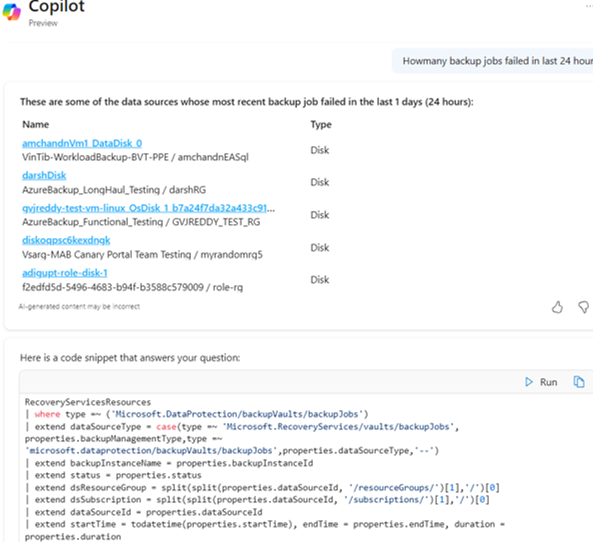 Copilot
Preview
Howmany backup jobs failed in last 24 hour
These are some of the data sources whose most recent backup job failed in the last 1 days (24 hours):
Name Type
amchandnVm1_DataDisk_0
VinTib-WorkloadBackup-BVT-PPE / amchandnEASql
Disk
darshDisk
AzureBackup_LongHaul_Testing / darshRG
Disk
gvjreddy-test-vm-linux_OsDisk_1_b7a24f7da32a433c91...
AzureBackup_Functional_Testing / GVJREDDY_TEST_RG
Disk
diskoqpsc6kexdnqk
Vsarg-MAB Canary Portal Team Testing / myrandomrg5
Disk
adigupt-role-disk-1
f2edfd5d-5496-4683-b94f-b3588c579009 / role-rg
Disk
AI-generated content may be incorrect
Here is a code snippet that answers your question:
Run
RecoveryServicesResources
| where type =~ ('Microsoft.DataProtection/backupVaults/backupJobs')
| extend dataSourceType = case(type =~ 'Microsoft.RecoveryServices/vaults/backupJobs',
properties.backupManagementType,type =~
'microsoft.dataprotection/backupVaults/backupJobs',properties.dataSourceType,'--')
| extend backupInstanceName = properties.backupInstanceId
| extend status = properties.status
| extend dsResourceGroup = split(split(properties.dataSourceId, '/resourceGroups/')[1],'/')[0]
| extend dsSubscription = split(split(properties.dataSourceId, '/subscriptions/')[1],'/')[0]
| extend dataSourceId = properties.dataSourceId
| extend startTime = todatetime(properties.startTime), endTime = properties.endTime, duration =
properties.duration